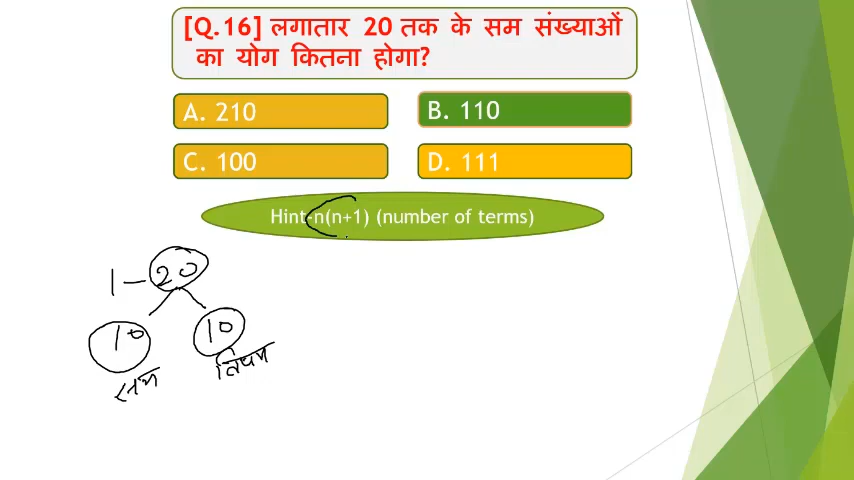 [Q.16] लगातार 20 तक के सम संख्याओं
का योग कितना होगा?
A. 210
B. 110
C. 100
D. 111
Hint-n(n+1) (number of terms)
1-20
10 10
सम विषम